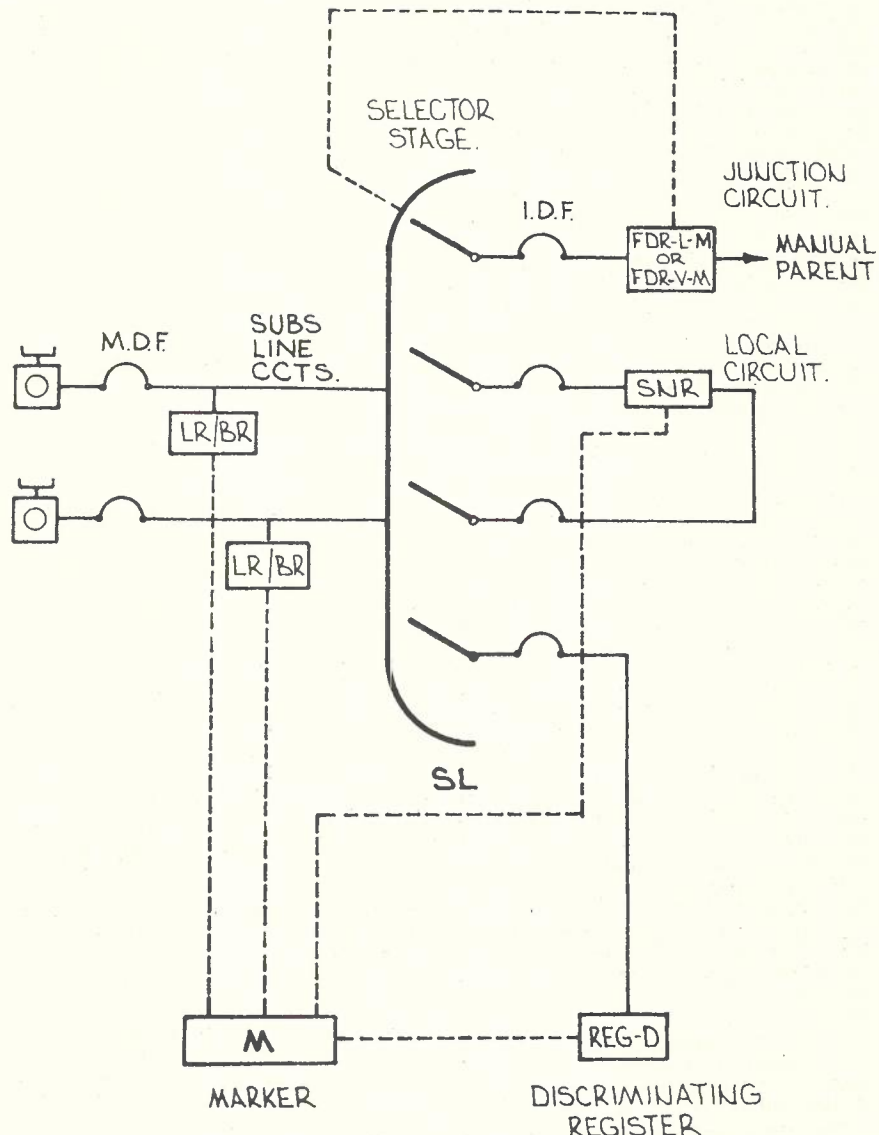 SELECTOR
STAGE.
I.D.F.
JUNCTION
CIRCUIT.
FDR-L-M
OR
FDR-V-M
MANUAL
PARENT
M.D.F.
SUBS
LINE
CCTS.
LOCAL
CIRCUIT.
SNR
LR/BR
LR/BR
SL
M
REG-D
MARKER
DISCRIMINATING
REGISTER